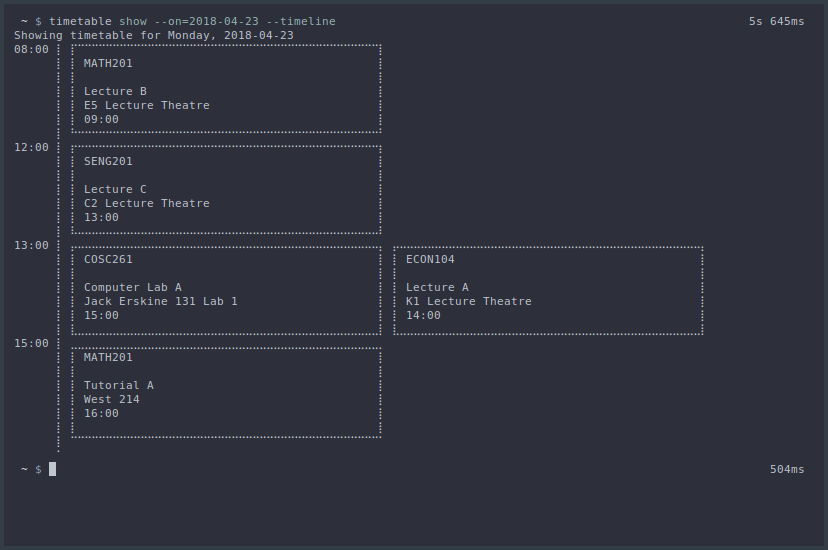 ~ $ timetable show --on=2018-04-23 --timeline 5s 645ms
Showing timetable for Monday, 2018-04-23
08:00
MATH201
Lecture B
E5 Lecture Theatre
09:00
12:00
SENG201
Lecture C
C2 Lecture Theatre
13:00
13:00
COSC261
Computer Lab A
Jack Erskine 131 Lab 1
15:00
ECON104
Lecture A
K1 Lecture Theatre
14:00
15:00
MATH201
Tutorial A
West 214
16:00
~ $ 504ms